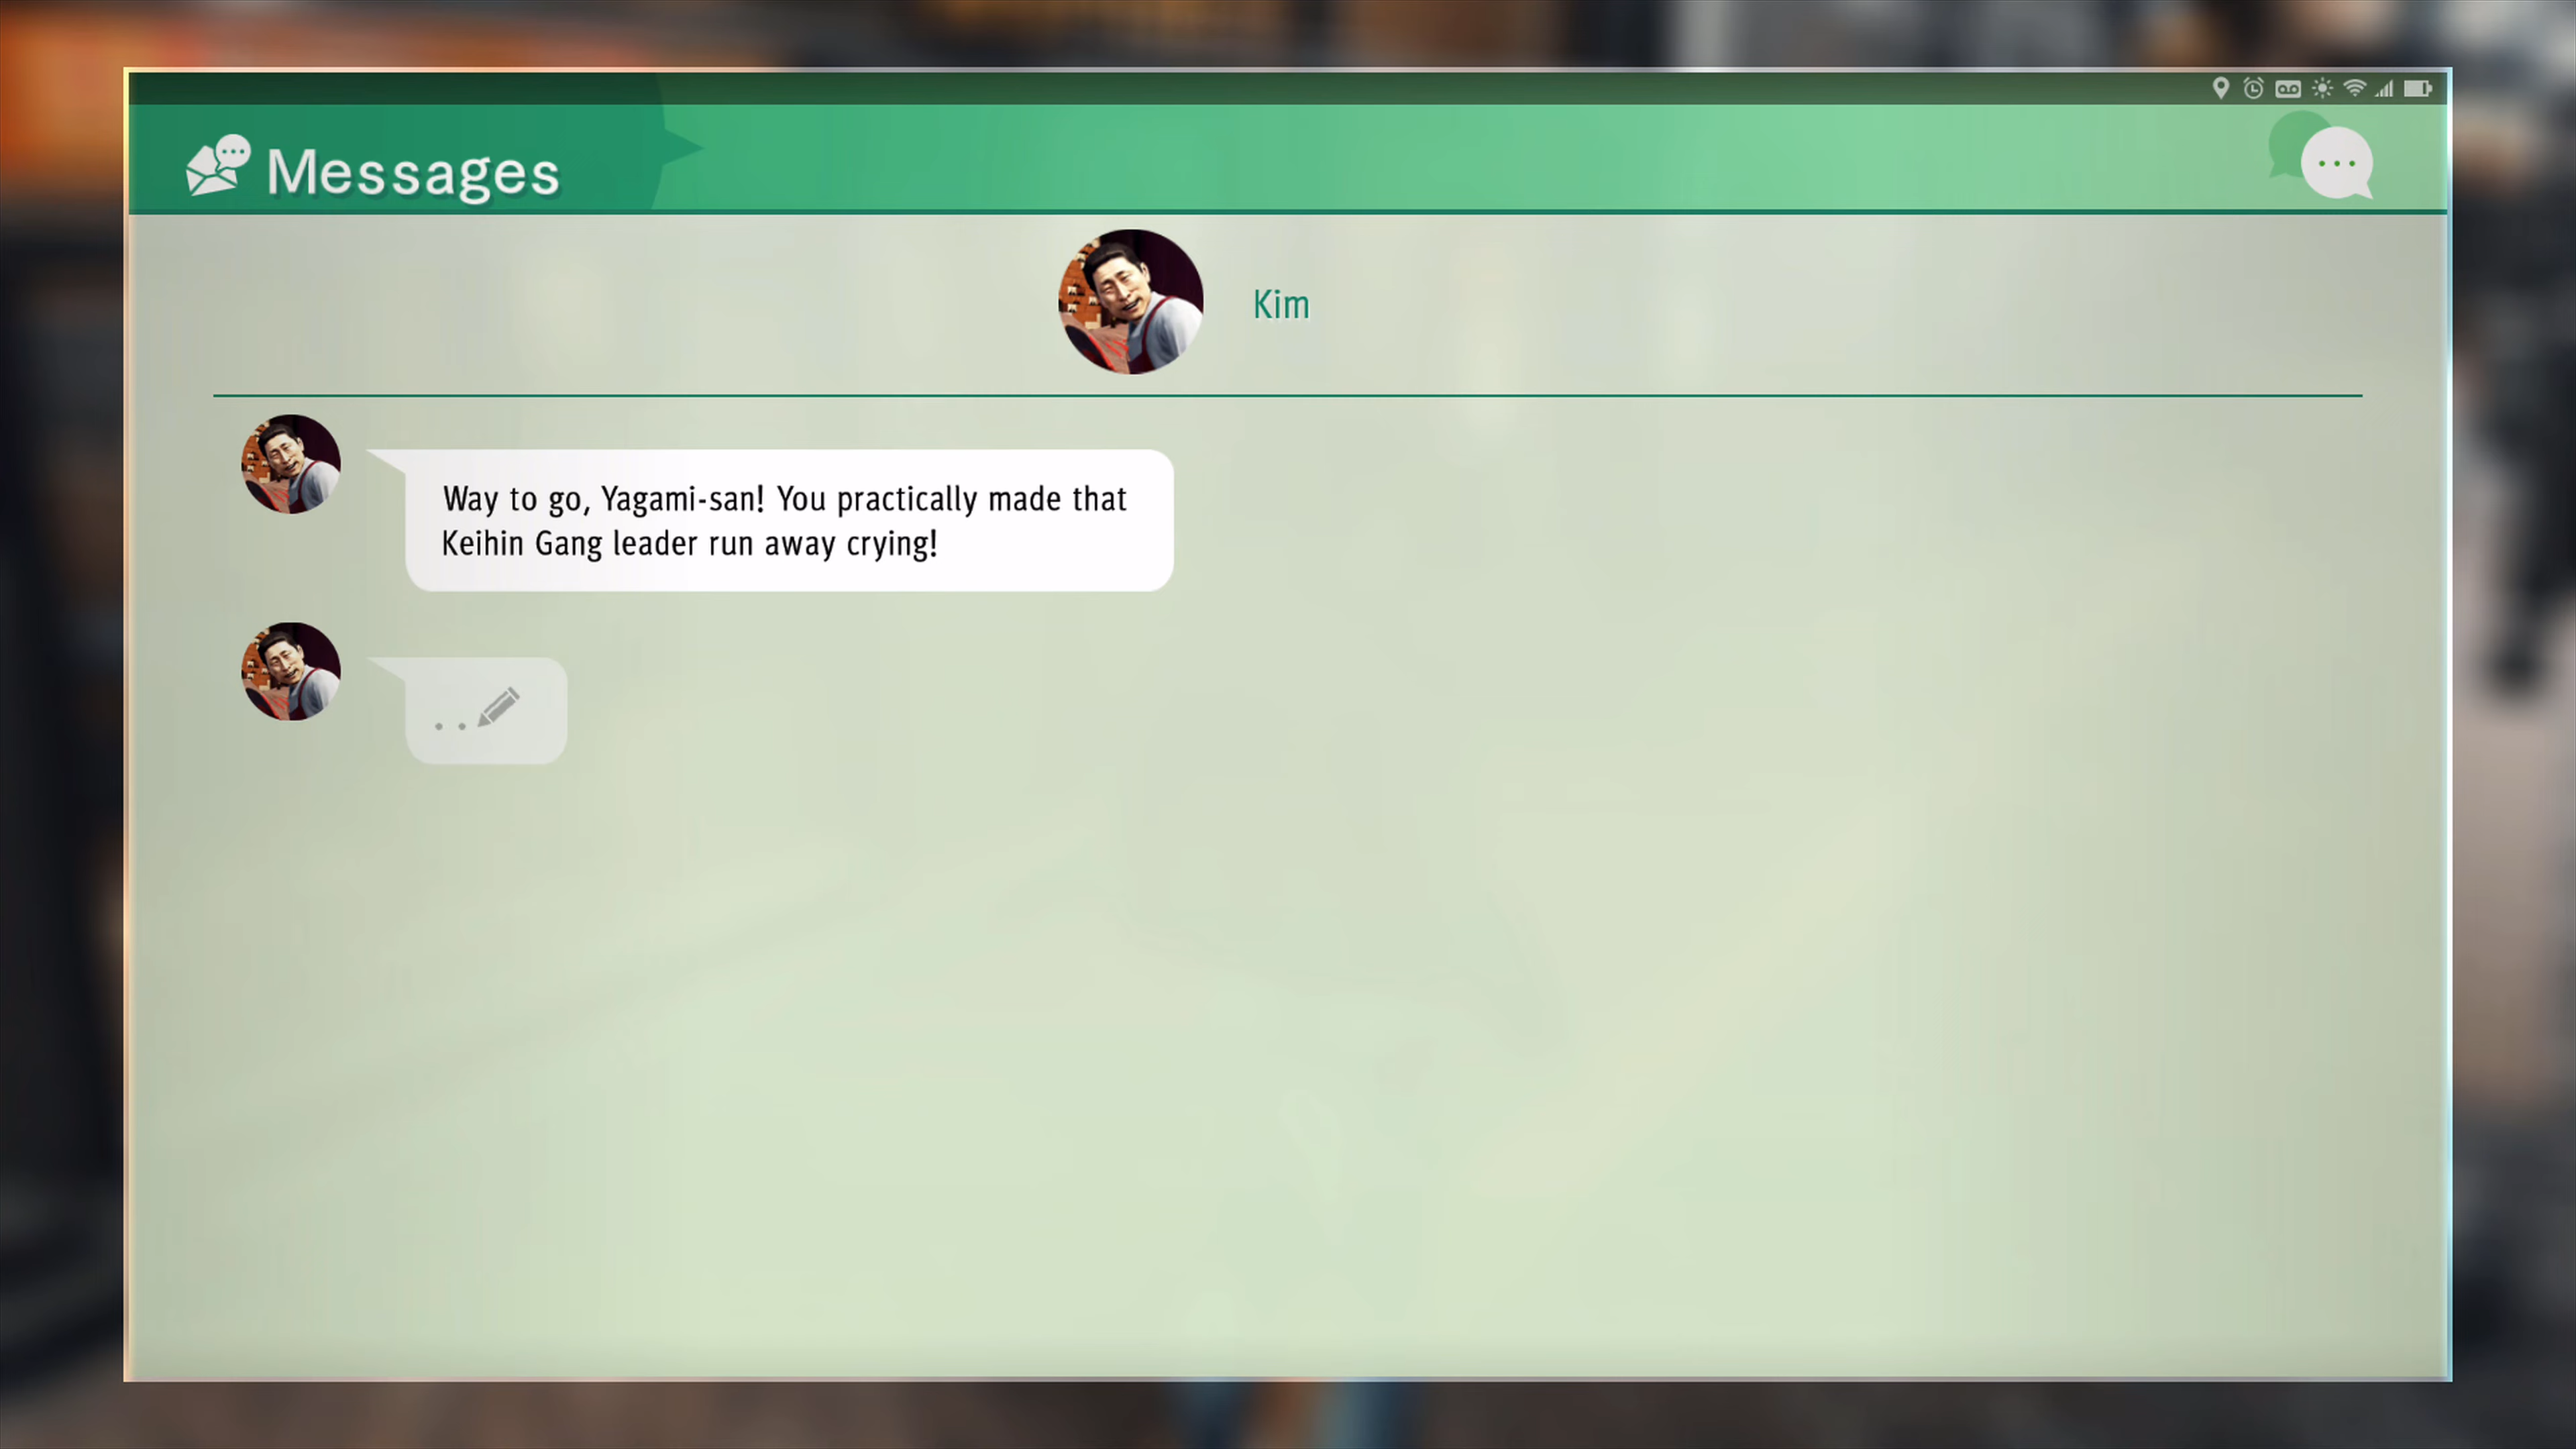 Messages
Kim
Way to go, Yagami-san! You practically made that
Keihin Gang leader run away crying!